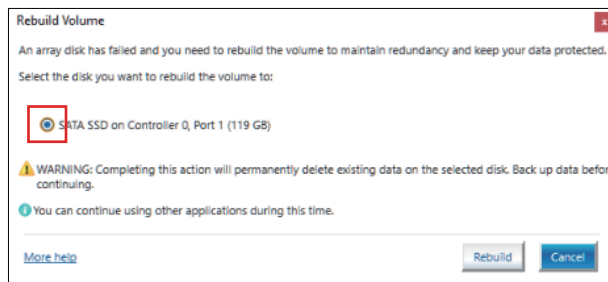 Rebuild Volume
x
An array disk has failed and you need to rebuild the volume to maintain redundancy and keep your data protected.
Select the disk you want to rebuild the volume to:
SATA SSD on Controller 0, Port 1 (119 GB)
WARNING: Completing this action will permanently delete existing data on the selected disk. Back up data befor
continuing.
You can continue using other applications during this time.
More help
Rebuild
Cancel